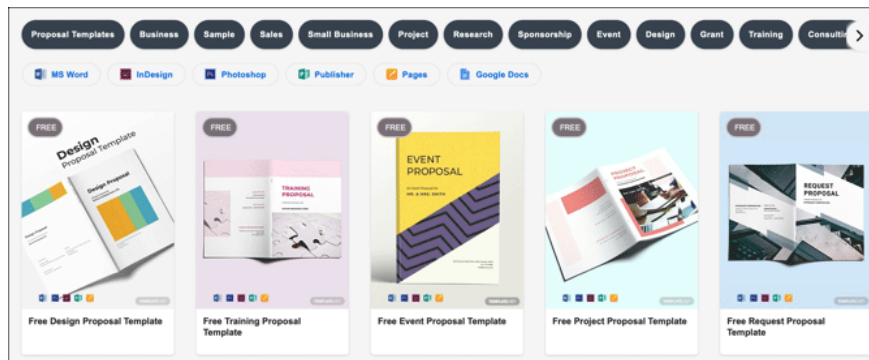 Proposal Templates
Business
Sample
Sales
Small Business
Project
Research
Sponsorship
Event
Design
Grant
Training
Consultin
MS Word
InDesign
Photoshop
Publisher
Pages
Google Docs
FREE
Design
Proposal Template
Design Proposal
Free Design Proposal Template
FREE
TRAINING
PROPOSAL
Free Training Proposal
Template
FREE
EVENT
PROPOSAL
MR. & MRS. SMITH
Free Event Proposal Template
FREE
PROJECT
PROPOSAL
Free Project Proposal Template
FREE
REQUEST
PROPOSAL
Free Request Proposal
Template